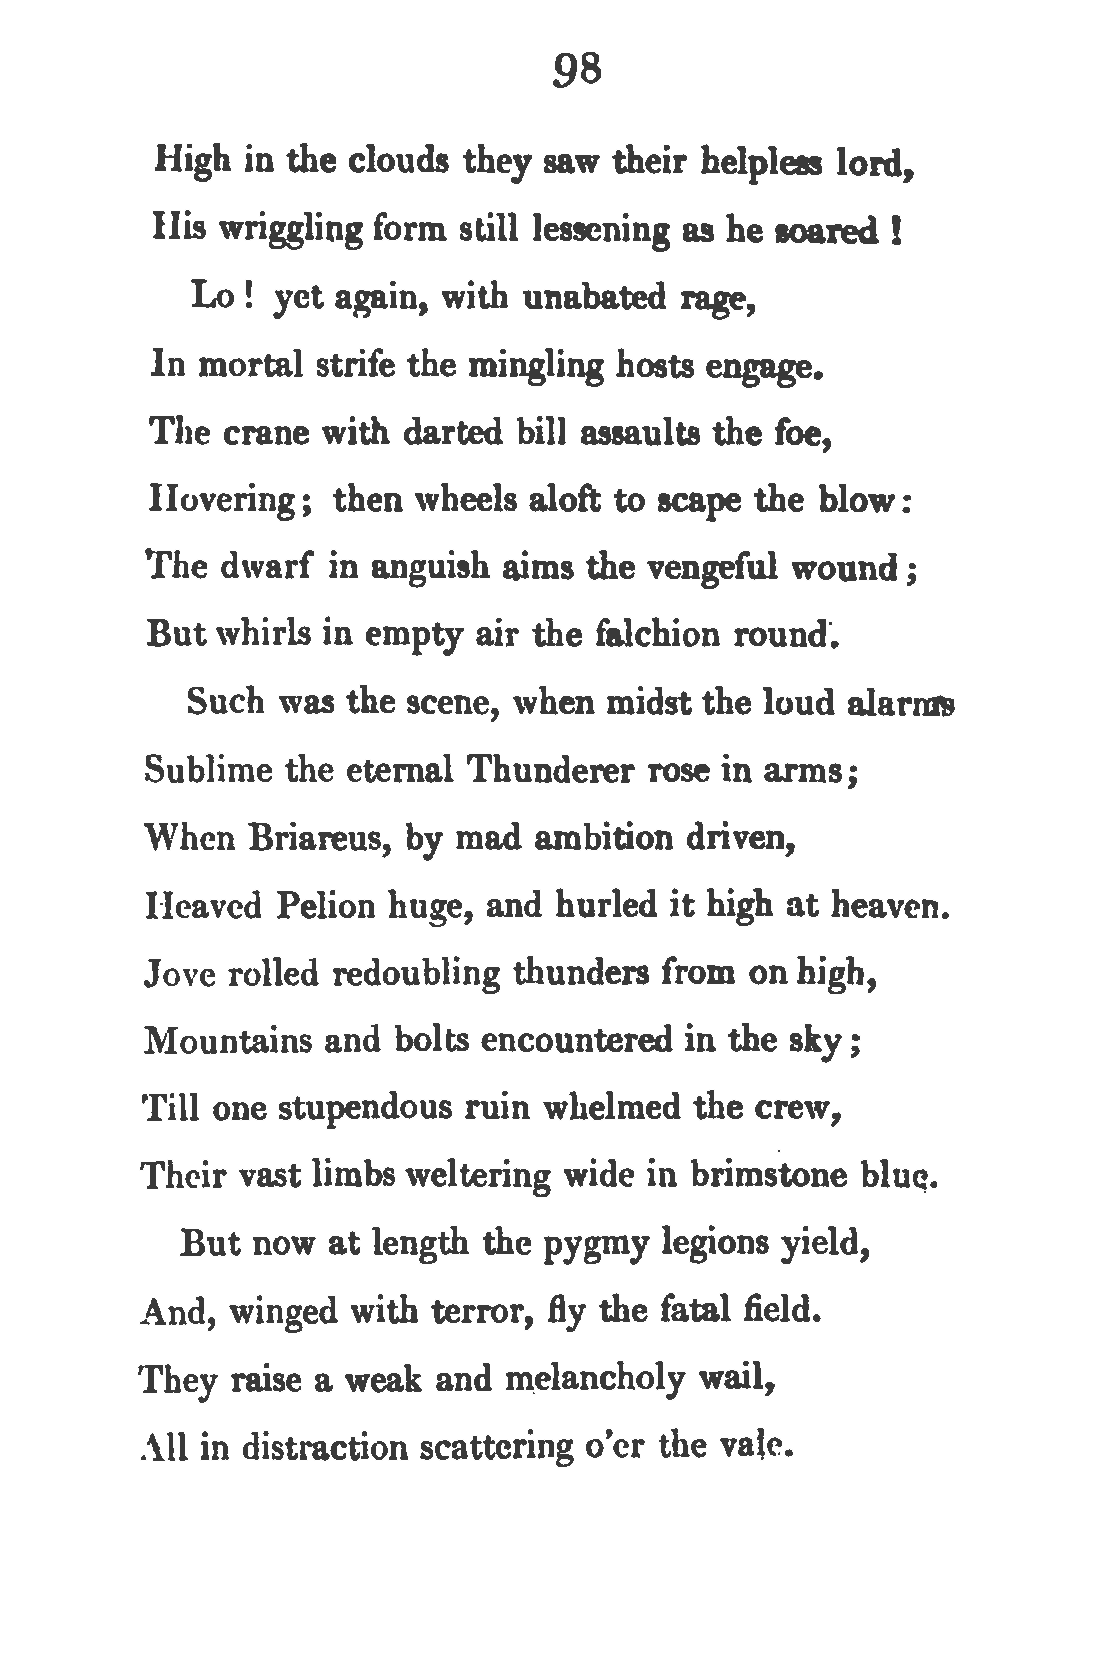 98
High in the clouds they saw their helpless lord,
His wriggling form still lessening as he soared !
Lo ! yet again, with unabated rage,
In mortal strife the mingling hosts engage.
The crane with darted bill assaults the foe,
Hovering ; then wheels aloft to scape the blow :
The dwarf in anguish aims the vengeful wound ;
But whirls in empty air the falchion round.
Such was the scene, when midst the loud alarms
Sublime the eternal Thunderer rose in arms ;
When Briareus, by mad ambition driven,
Heaved Pelion huge, and hurled it high at heaven.
Jove rolled redoubling thunders from on high,
Mountains and bolts encountered in the sky ;
Till one stupendous ruin whelmed the crew,
Their vast limbs weltering wide in brimstone blue.
But now at length the pygmy legions yield,
And, winged with terror, fly the fatal field.
They raise a weak and melancholy wail,
All in distraction scattering o'er the vale.